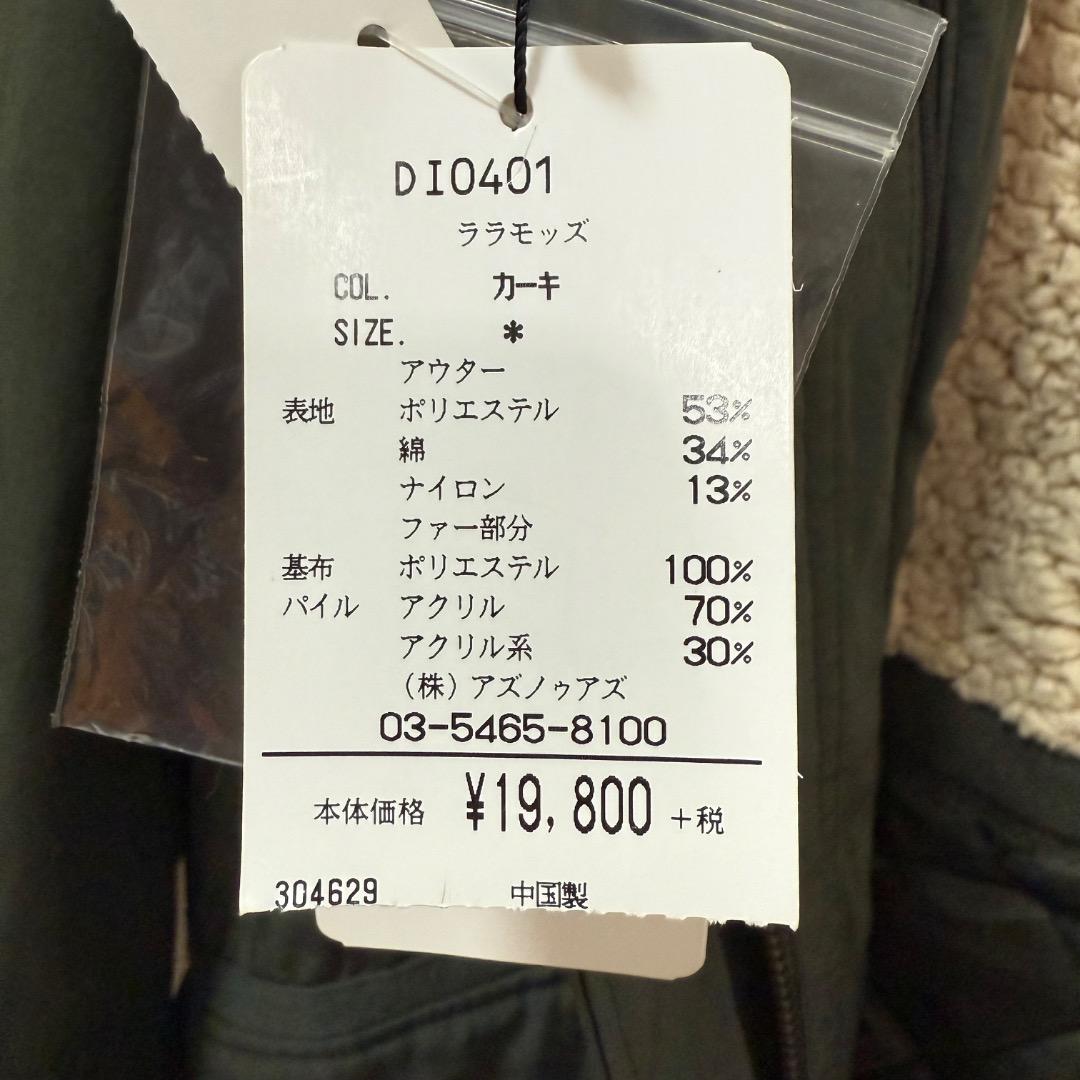 DI0401
ララモッズ
COL. カーキ
SIZE. *
アウター
表地 ポリエステル 53%
綿 34%
ナイロン 13%
ファー部分
基布 ポリエステル 100%
パイル アクリル 70%
アクリル系 30%
(株)アズノゥアズ
03-5465-8100
本体価格 ¥19,800 +税
304629 中国製